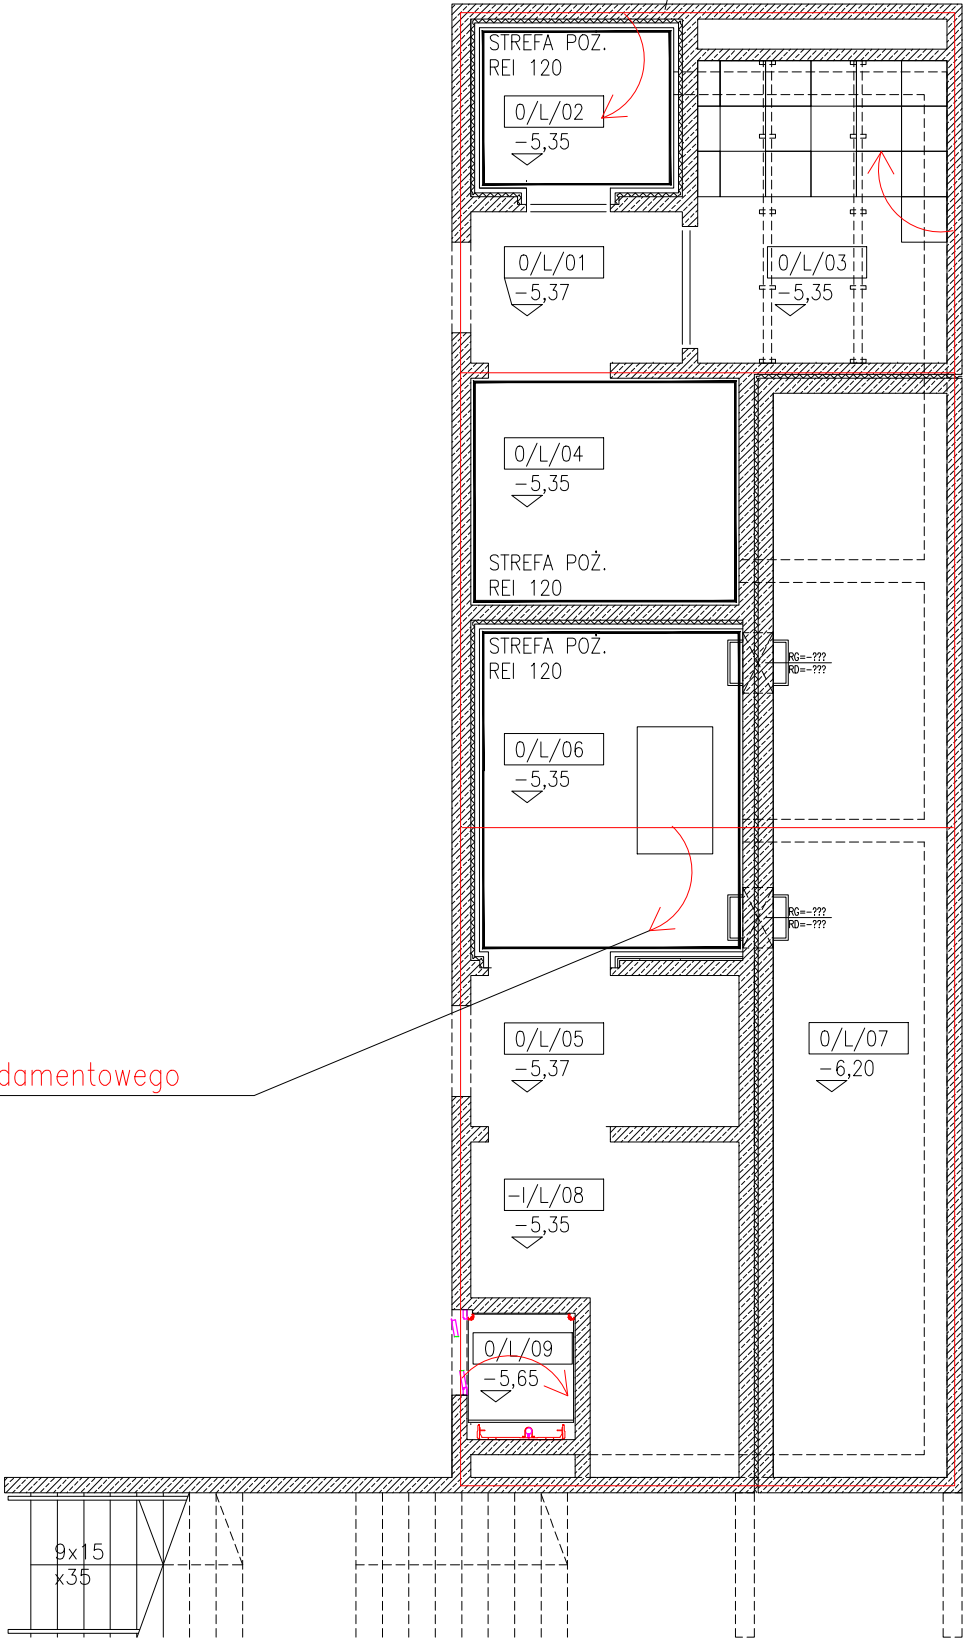 STREFA POŻ.
REI 120
0/L/02
-5,35
0/L/01
-5,37
0/L/03
-5,35
0/L/04
-5,35
STREFA POŻ.
REI 120
STREFA POŻ.
REI 120
RG=-???
RD=-???
0/L/06
-5,35
RG=-???
RD=-???
0/L/05
-5,37
0/L/07
-6,20
damentowego
-1/L/08
-5,35
0/L/09
-5,65
9x15
x35